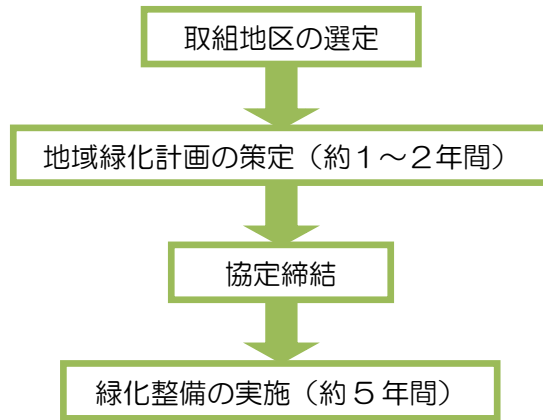 取組地区の選定
地域緑化計画の策定（約１～２年間）
協定締結
緑化整備の実施（約５年間）